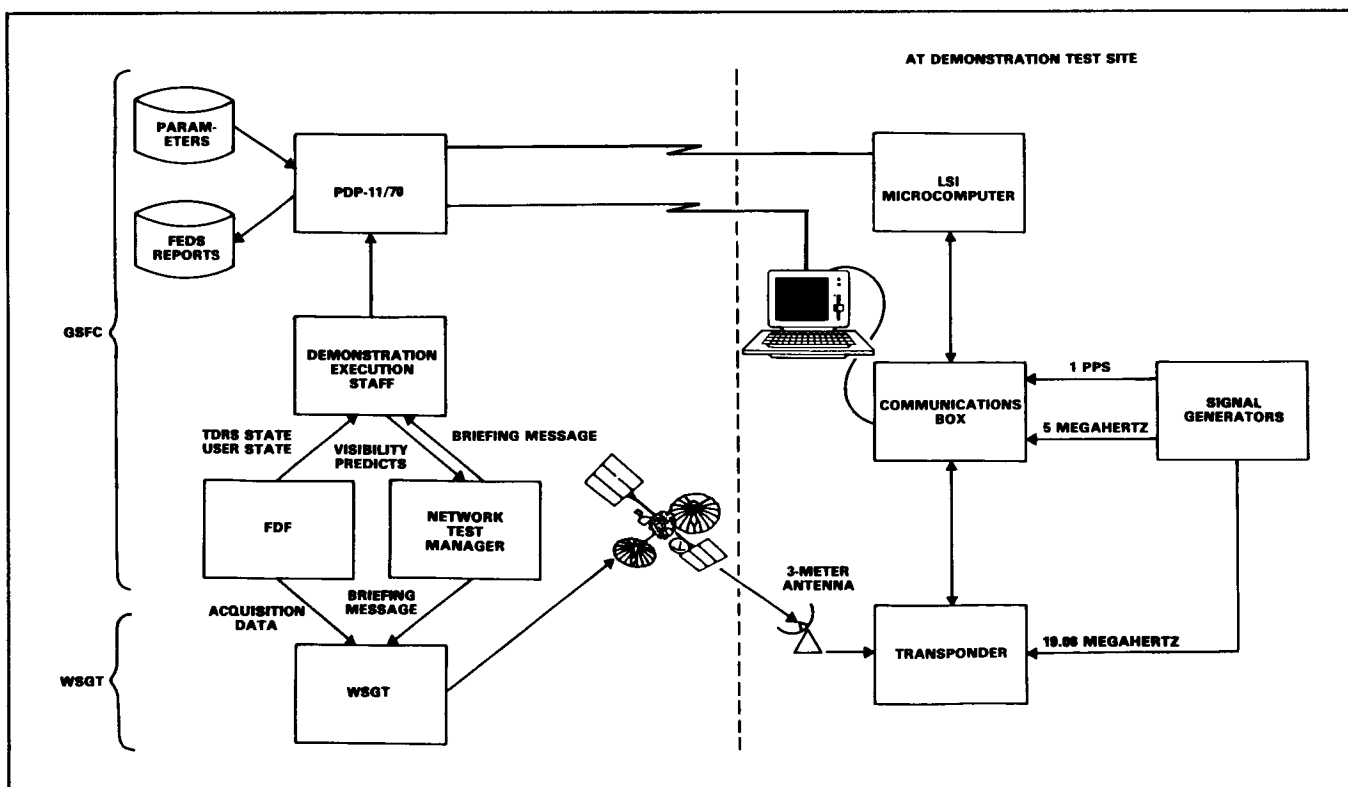 AT DEMONSTRATION TEST SITE
PARAM-
ETERS
FEDS
REPORTS
PDP-11/70
LSI
MICROCOMPUTER
GSFC
DEMONSTRATION
EXECUTION
STAFF
TDRS STATE
USER STATE
VISIBILITY
PREDICTS
BRIEFING MESSAGE
FDF
NETWORK
TEST
MANAGER
COMMUNICATIONS
BOX
1 PPS
5 MEGAHERTZ
SIGNAL
GENERATORS
ACQUISITION
DATA
BRIEFING
MESSAGE
3-METER
ANTENNA
WSGT
WSGT
TRANSPONDER
19.06 MEGAHERTZ